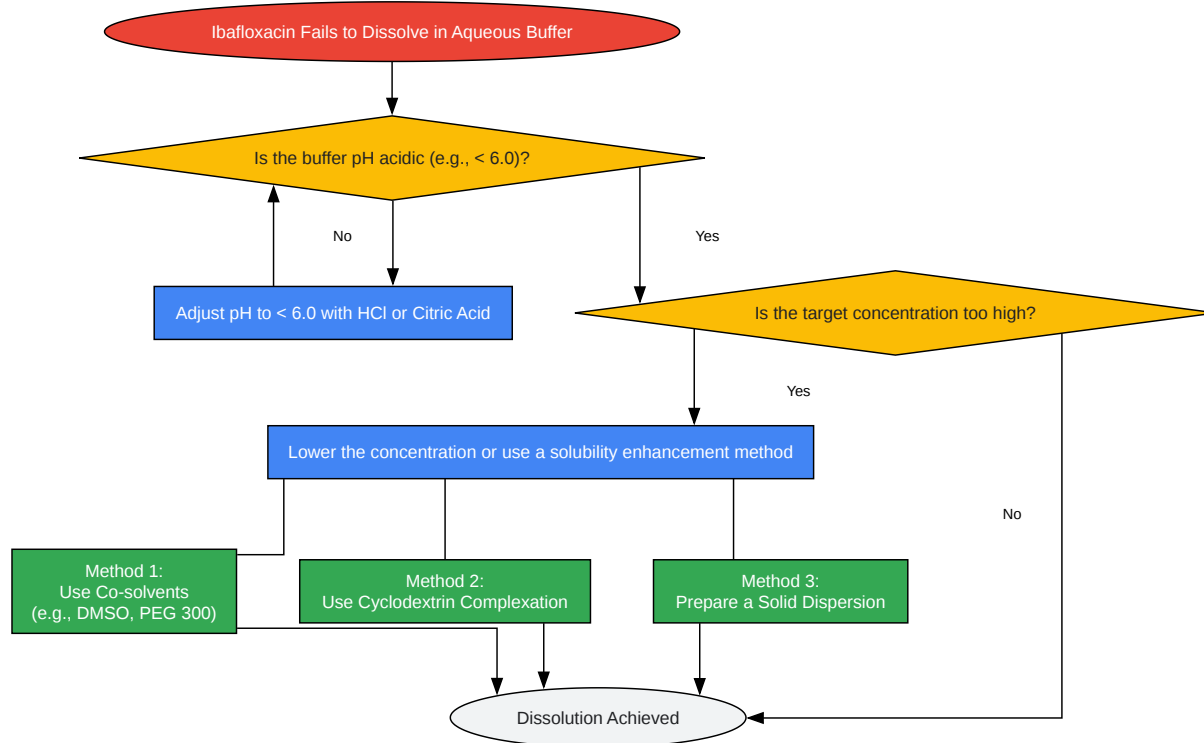 Ibafloxacin Fails to Dissolve in Aqueous Buffer
Is the buffer pH acidic (e.g., < 6.0)?
No
Yes
Adjust pH to < 6.0 with HCl or Citric Acid
Is the target concentration too high?
Yes
Lower the concentration or use a solubility enhancement method
No
Method 1:
Use Co-solvents
(e.g., DMSO, PEG 300)
Method 2:
Use Cyclodextrin Complexation
Method 3:
Prepare a Solid Dispersion
Dissolution Achieved